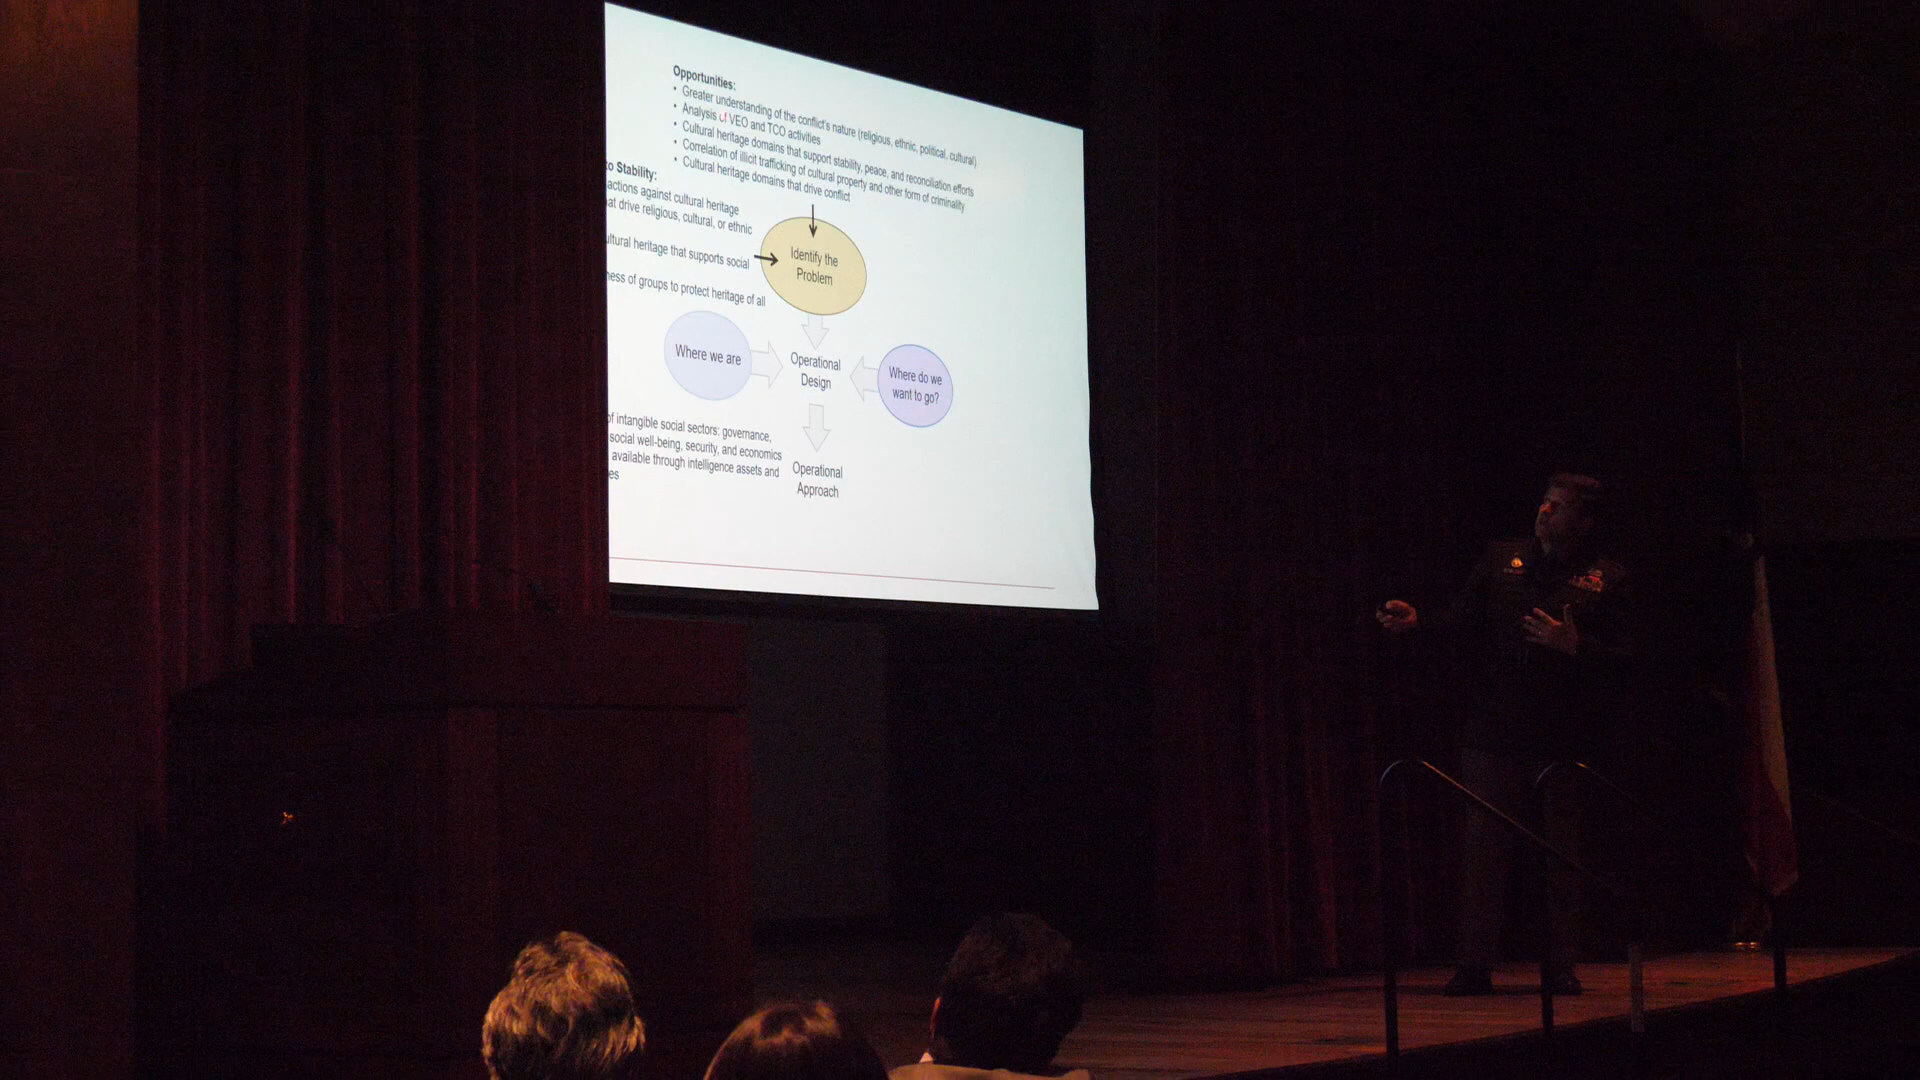 Opportunities:
• Greater understanding of the conflict's nature (religious, ethnic, political, cultural)
• Analysis of VEO and TCO activities
• Cultural heritage domains that support stability, peace, and reconciliation efforts
• Correlation of illicit trafficking of cultural property and other form of criminality
• Cultural heritage domains that drive conflict
to Stability:
actions against cultural heritage
at drive religious, cultural, or ethnic
ultural heritage that supports social
ness of groups to protect heritage of all
Identify the
Problem
Where we are
Operational
Design
Where do we
want to go?
of intangible social sectors: governance,
social well-being, security, and economics
available through intelligence assets and
es
Operational
Approach